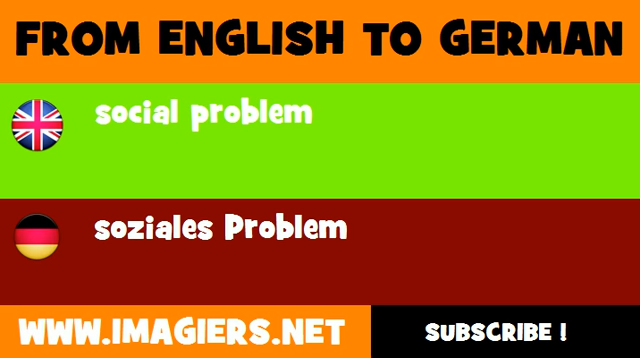 FROM ENGLISH TO GERMAN
social problem
soziales Problem
WWW.IMAGIERS.NET
SUBSCRIBE !